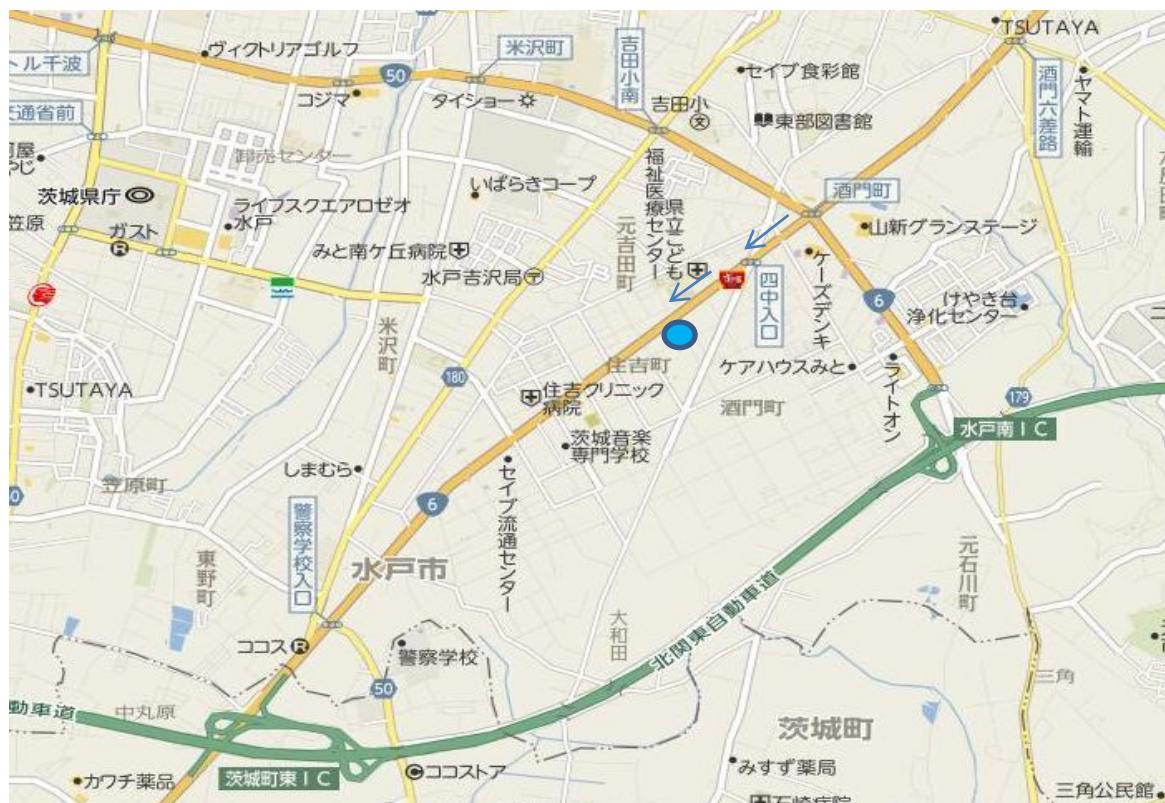 ヴィクトリアゴルフ
米沢町
吉田小南
TSUTAYA
トル千波
50
セイブ食彩館
酒門六差路
ヤマト運輸
コジマ
タイショー
吉田小
文
東部図書館
交通省前
卸売センター
福祉医療センター
県立こども
茨城県庁
ライフスクエアロゼオ
水戸
いばらきコープ
元吉田町
酒門町
笠原
ガスト
R
みと南ケ丘病院
山新グランステージ
水戸吉沢局
四中入口
ケーズデンキ
6
けやき台
浄化センター
米沢町
住吉町
ケアハウスみと
ライトオン
TSUTAYA
180
住吉クリニック
病院
酒門町
179
水戸南IC
茨城音楽
専門学校
しまむら
笠原町
6
セイブ流通センター
警察学校入口
東野町
水戸市
元石川町
大和田
北関東自動車道
ココス
R
警察学校
三角
50
動車道
中丸原
茨城町
茨城町東IC
カワチ薬品
C
ココストア
みすず薬局
三角公民館
石崎病院